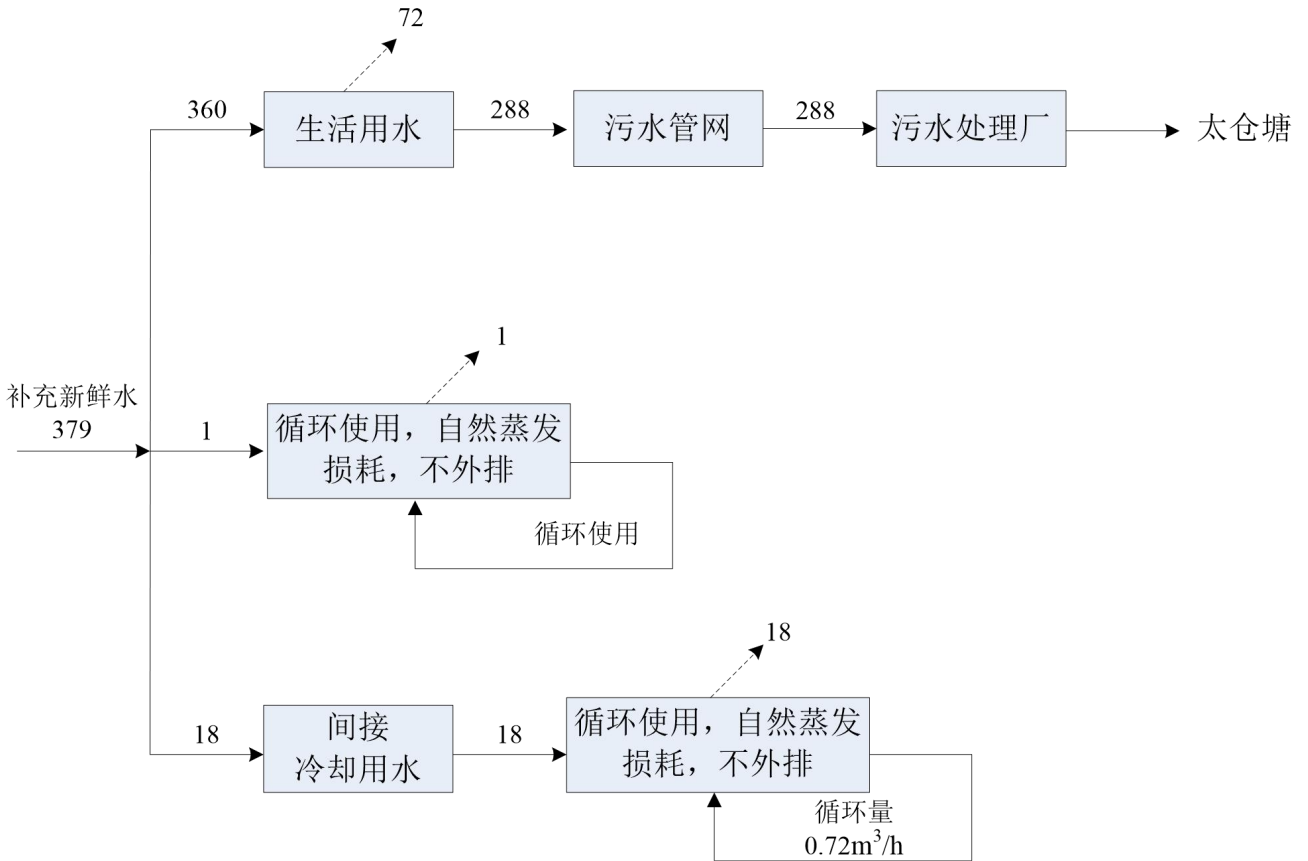 72
360
生活用水
288
污水管网
288
污水处理厂
太仓塘
补充新鲜水
379
1
1
循环使用，自然蒸发
损耗，不外排
循环使用
18
间接
冷却用水
18
18
循环使用，自然蒸发
损耗，不外排
循环量
0.72m³/h